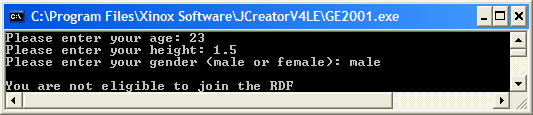 C:\Program Files\Xinox Software\JCreatorV4LE\GE2001.exe
Please enter your age: 23
Please enter your height: 1.5
Please enter your gender (male or female): male
You are not eligible to join the RDF